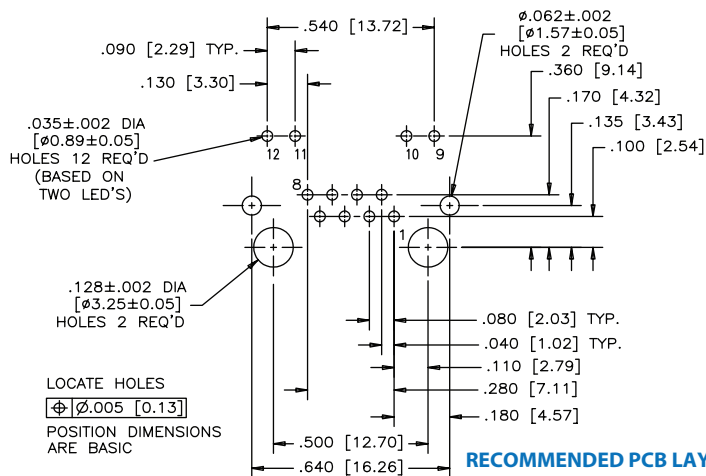 .540 [13.72]
.090 [2.29] TYP.
.130 [3.30]
ø.062±.002
[ø1.57±0.05]
HOLES 2 REQ'D
.360 [9.14]
.170 [4.32]
.135 [3.43]
.100 [2.54]
.035±.002 DIA
[ø0.89±0.05]
HOLES 12 REQ'D
(BASED ON
TWO LED'S)
12 11 10 9
8
1
.128±.002 DIA
[ø3.25±0.05]
HOLES 2 REQ'D
.080 [2.03] TYP.
.040 [1.02] TYP.
.110 [2.79]
.280 [7.11]
.180 [4.57]
LOCATE HOLES
⌖ Ø.005 [0.13]
POSITION DIMENSIONS
ARE BASIC
.500 [12.70]
.640 [16.26]
RECOMMENDED PCB LAY